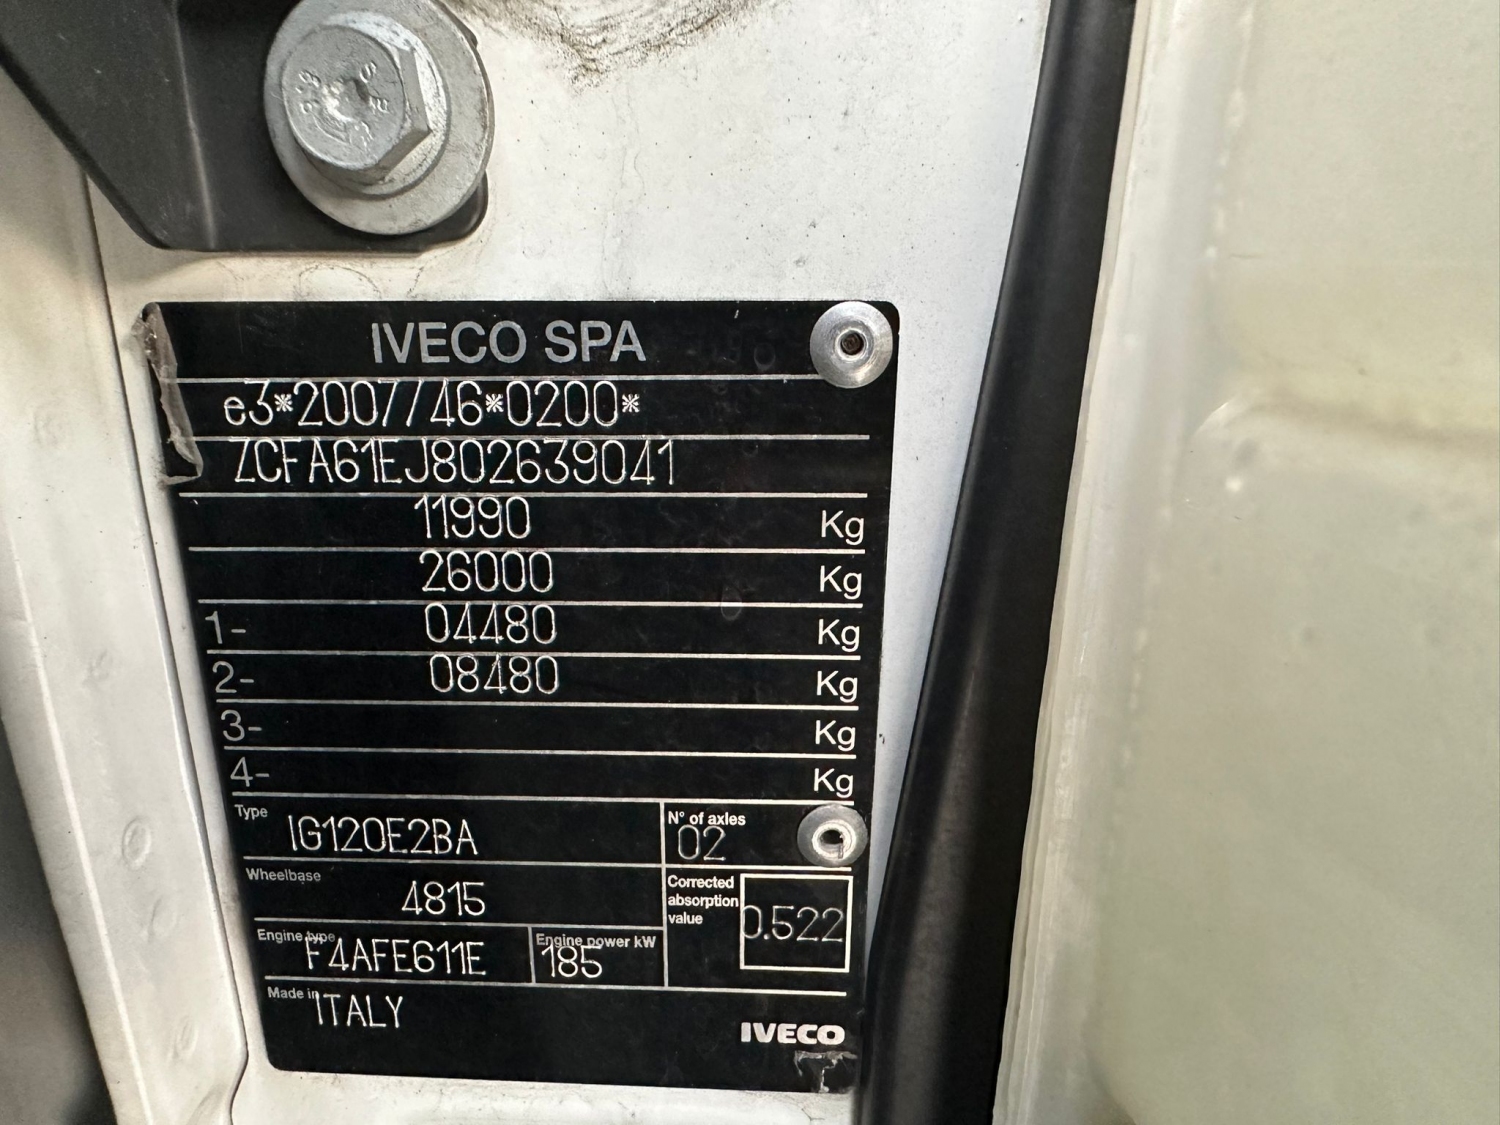 IVECO SPA
e3*2007/46*0200*
ZCFA61EJ802639041
11990 Kg
26000 Kg
1- 04480 Kg
2- 08480 Kg
3- Kg
4- Kg
Type IG120E2BA
N° of axles 02
Wheelbase 4815
Corrected absorption value 0.522
Engine type F4AFE611E
Engine power kW 185
Made in ITALY
IVECO